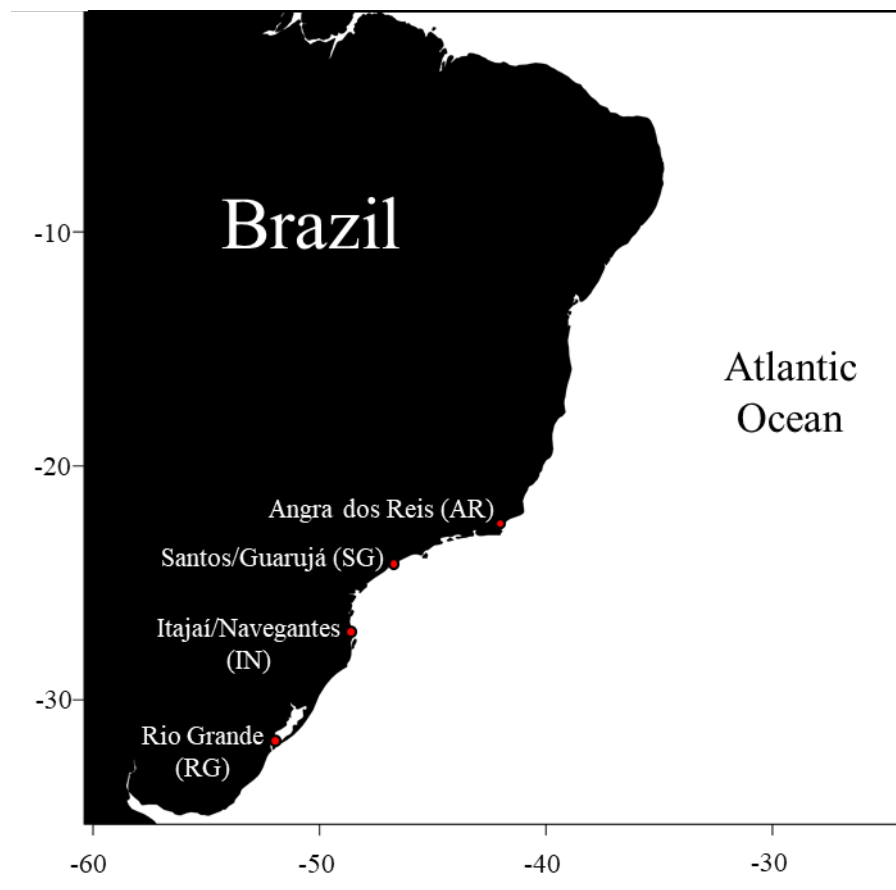 Brazil
-10
Atlantic
Ocean
-20
Angra dos Reis (AR)
Santos/Guarujá (SG)
Itajaí/Navegantes
(IN)
-30
Rio Grande
(RG)
-60
-50
-40
-30